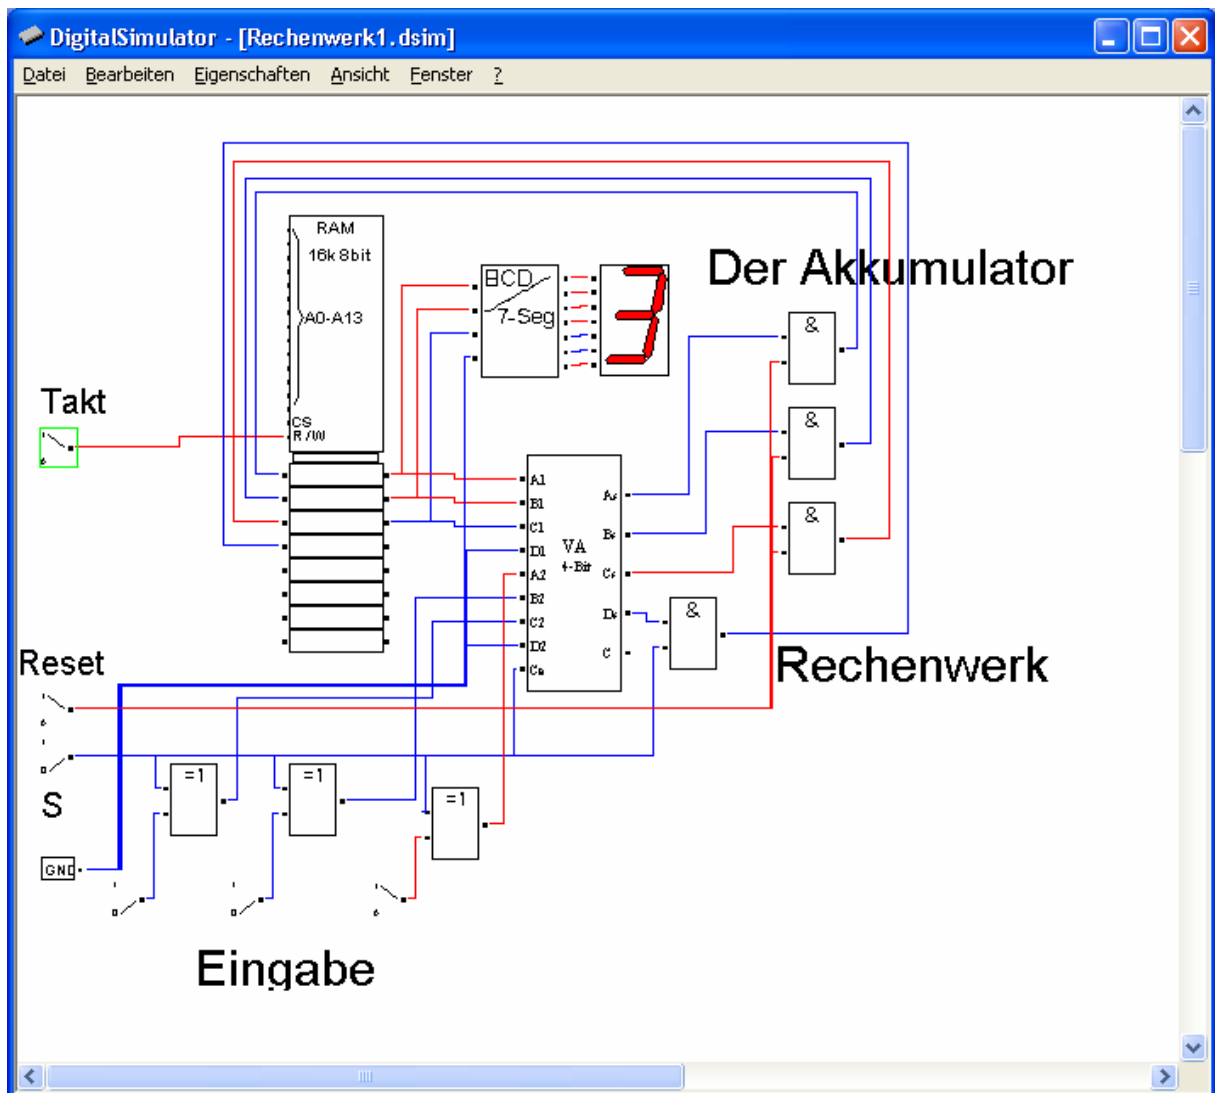 DigitalSimulator - [Rechenwerk1.dsim]
Datei Bearbeiten Eigenschaften Ansicht Fenster ?
RAM
16k 8bit
A0-A13
CS
R/W
BCD
7-Seg
Der Akkumulator
&
&
&
&
Takt
A1
B1
C1
D1
A2
B2
C2
D2
VA
4-Bit
C
Reset
Rechenwerk
S
=1
=1
=1
GND
Eingabe